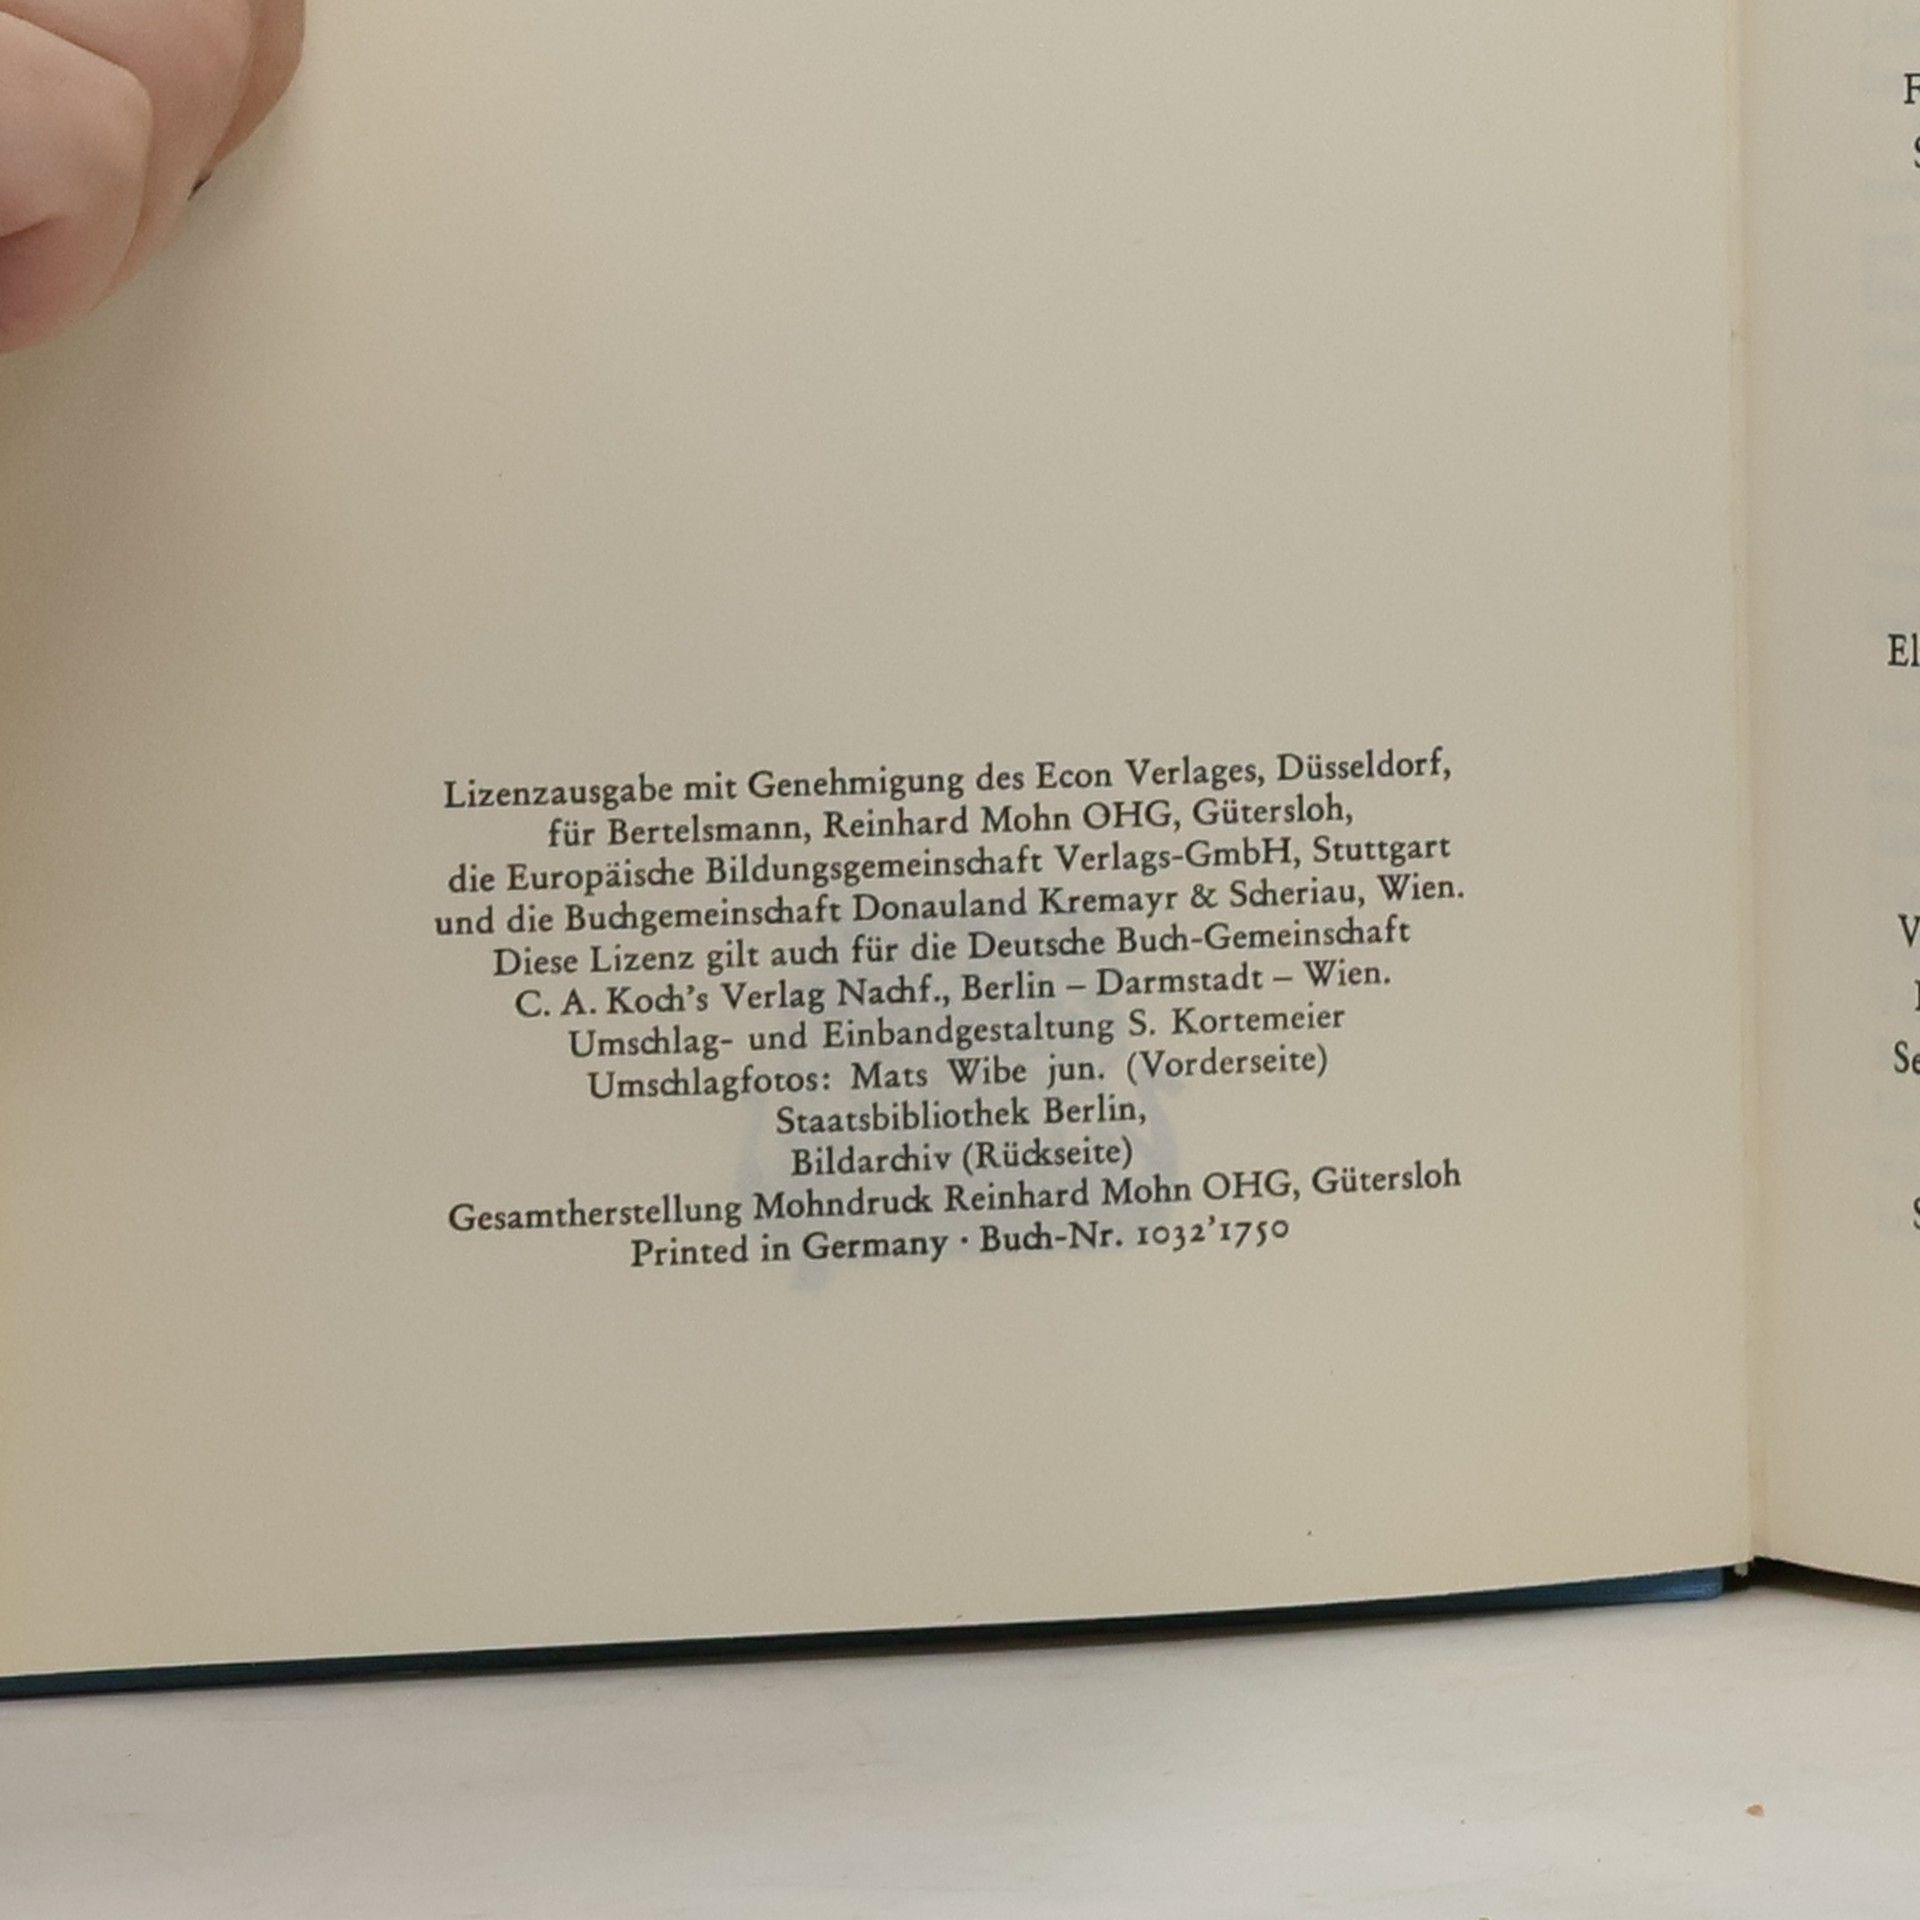 Lizenzausgabe mit Genehmigung des Econ Verlages, Düsseldorf,
für Bertelsmann, Reinhard Mohn OHG, Gütersloh,
die Europäische Bildungsgemeinschaft Verlags-GmbH, Stuttgart
und die Buchgemeinschaft Donauland Kremayr & Scheriau, Wien.
Diese Lizenz gilt auch für die Deutsche Buch-Gemeinschaft
C. A. Koch's Verlag Nachf., Berlin – Darmstadt – Wien.
Umschlag- und Einbandgestaltung S. Kortemeier
Umschlagfotos: Mats Wibe jun. (Vorderseite)
Staatsbibliothek Berlin,
Bildarchiv (Rückseite)
Gesamtherstellung Mohndruck Reinhard Mohn OHG, Gütersloh
Printed in Germany · Buch-Nr. 1032'1750